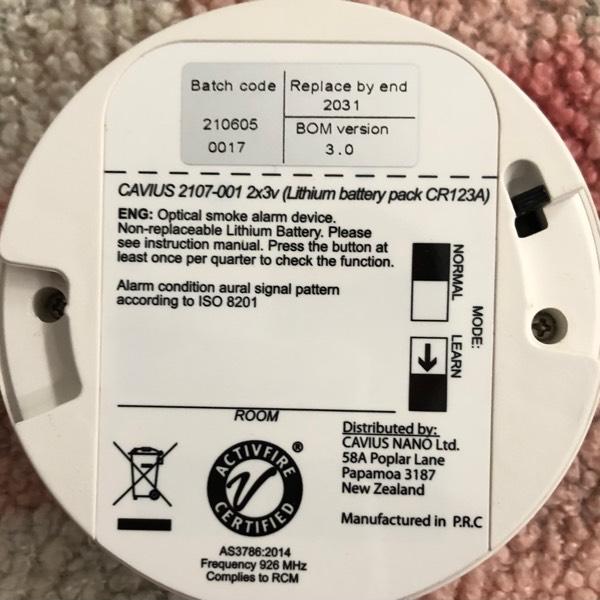 Batch code
210605
0017
Replace by end
2031
BOM version
3.0
CAVIUS 2107-001 2x3v (Lithium battery pack CR123A)
ENG: Optical smoke alarm device.
Non-replaceable Lithium Battery. Please
see instruction manual. Press the button at
least once per quarter to check the function.
Alarm condition aural signal pattern
according to ISO 8201
NORMAL
MODE:
LEARN
ROOM
ACTIVFIRE ®
CERTIFIED
AS3786:2014
Frequency 926 MHz
Complies to RCM
Distributed by:
CAVIUS NANO Ltd.
58A Poplar Lane
Papamoa 3187
New Zealand
Manufactured in P.R.C